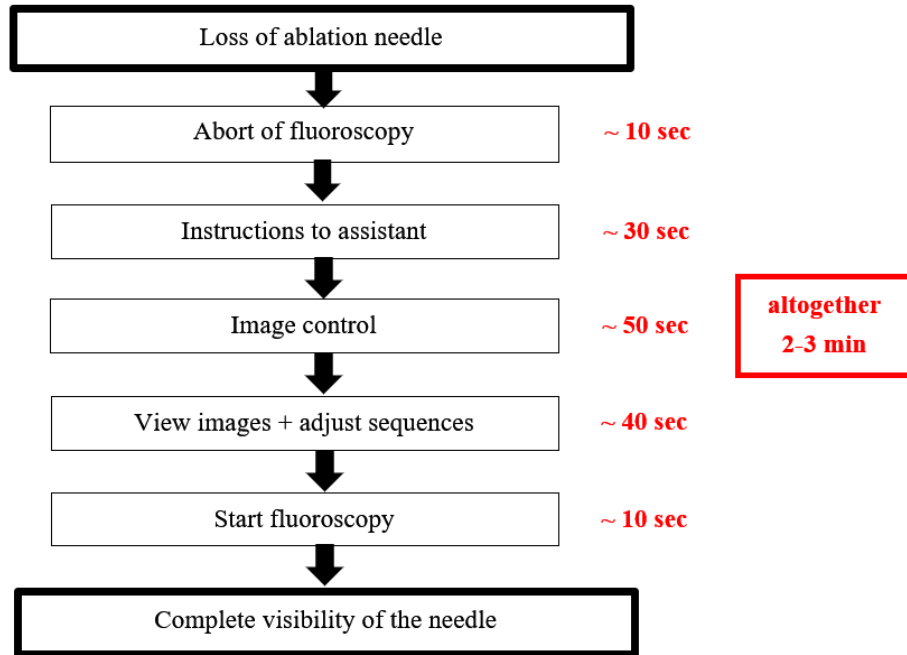 Loss of ablation needle
Abort of fluoroscopy
~ 10 sec
Instructions to assistant
~ 30 sec
Image control
~ 50 sec
altogether
2-3 min
View images + adjust sequences
~ 40 sec
Start fluoroscopy
~ 10 sec
Complete visibility of the needle